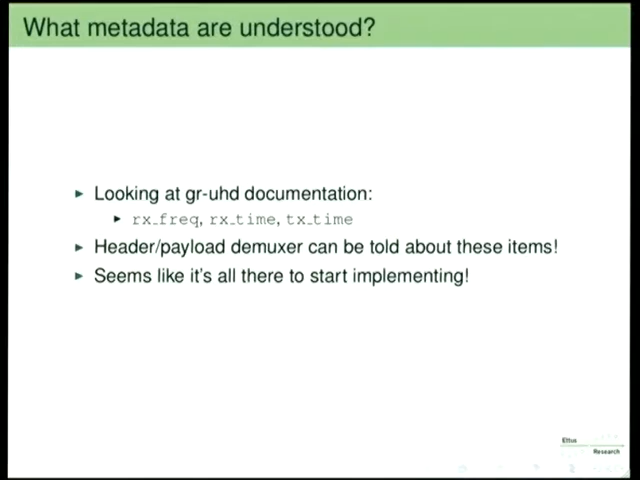 What metadata are understood?
Looking at gr-uhd documentation:
rx_freq, rx_time, tx_time
Header/payload demuxer can be told about these items!
Seems like it's all there to start implementing!
Ettus
Research